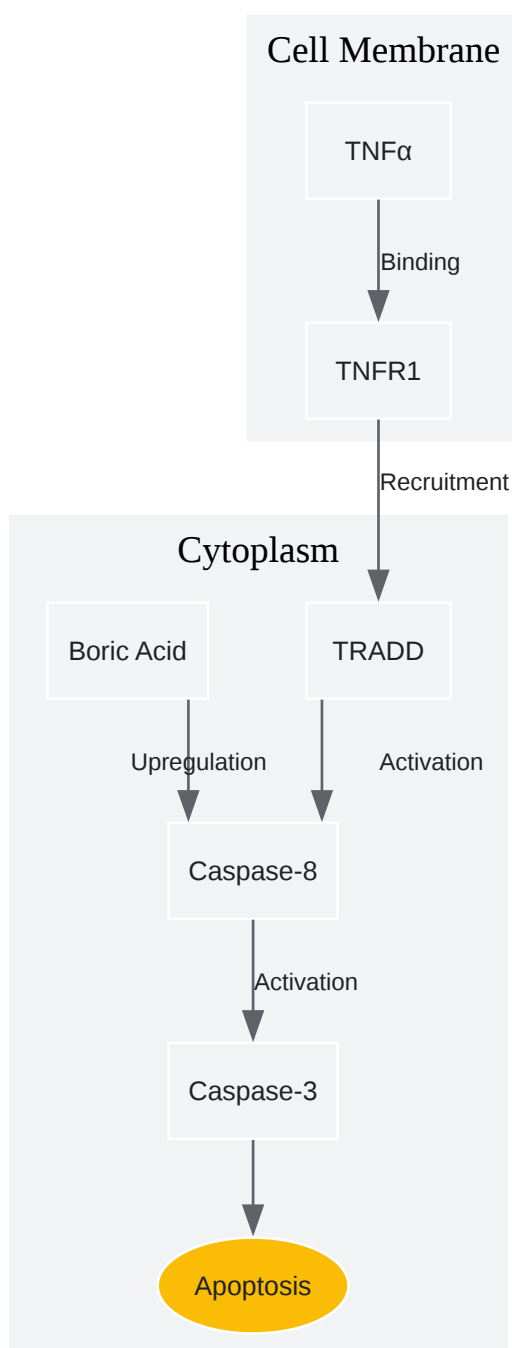 Cell Membrane
TNFα
Binding
TNFR1
Recruitment
Cytoplasm
Boric Acid
TRADD
Upregulation
Activation
Caspase-8
Activation
Caspase-3
Apoptosis